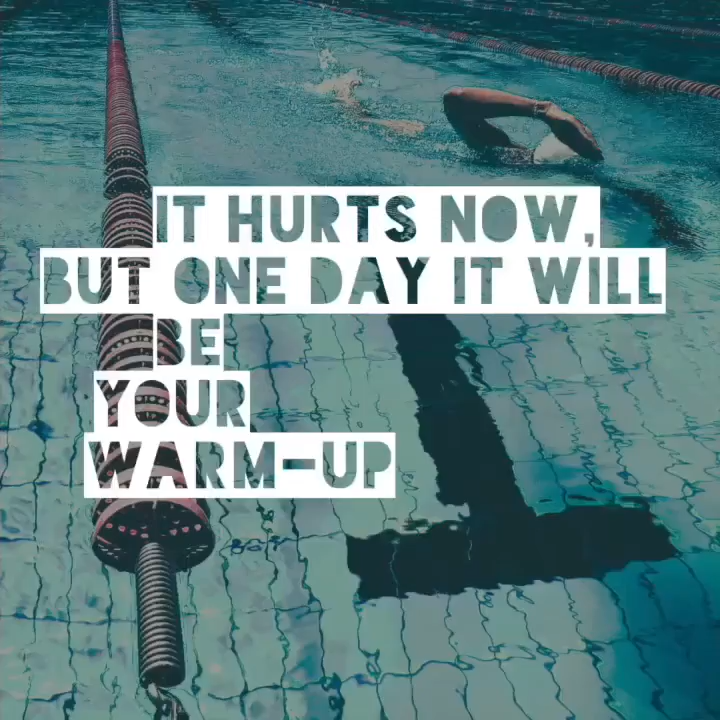 IT HURTS NOW,
BUT ONE DAY IT WILL
BE
YOUR
WARM-UP